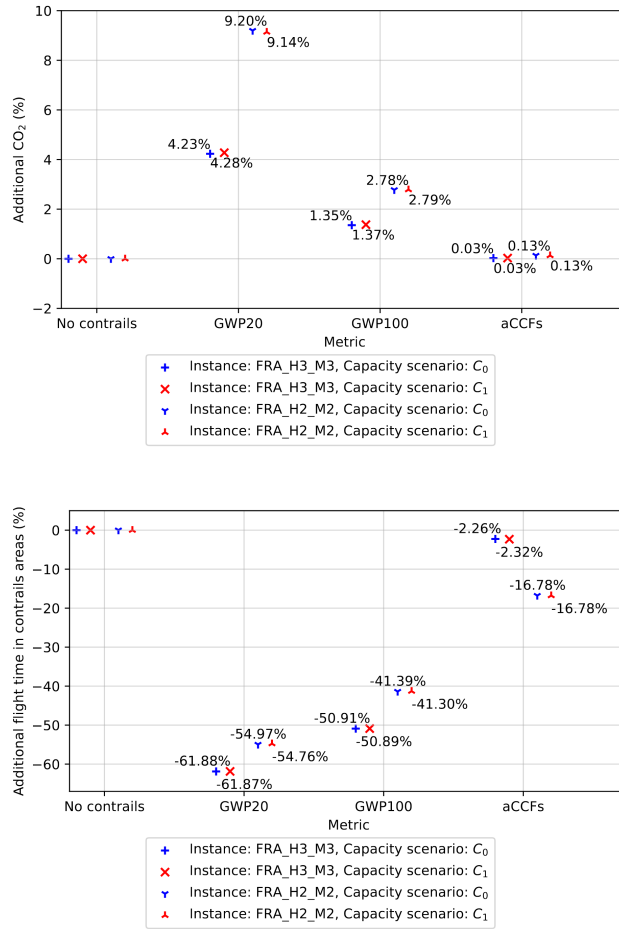 10
8
6
4
2
0
−2
Additional CO₂ (%)
9.20%
9.14%
4.23%
4.28%
2.78%
2.79%
1.35%
1.37%
0.03%
0.03%
0.13%
0.13%
No contrails GWP20 GWP100 aCCFs
Metric
Instance: FRA_H3_M3, Capacity scenario: C₀
Instance: FRA_H3_M3, Capacity scenario: C₁
Instance: FRA_H2_M2, Capacity scenario: C₀
Instance: FRA_H2_M2, Capacity scenario: C₁
0
−10
−20
−30
−40
−50
−60
Additional flight time in contrails areas (%)
-2.26%
-2.32%
-16.78%
-16.78%
-41.39%
-41.30%
-50.91%
-50.89%
-54.97%
-54.76%
-61.88%
-61.87%
No contrails GWP20 GWP100 aCCFs
Metric
Instance: FRA_H3_M3, Capacity scenario: C₀
Instance: FRA_H3_M3, Capacity scenario: C₁
Instance: FRA_H2_M2, Capacity scenario: C₀
Instance: FRA_H2_M2, Capacity scenario: C₁